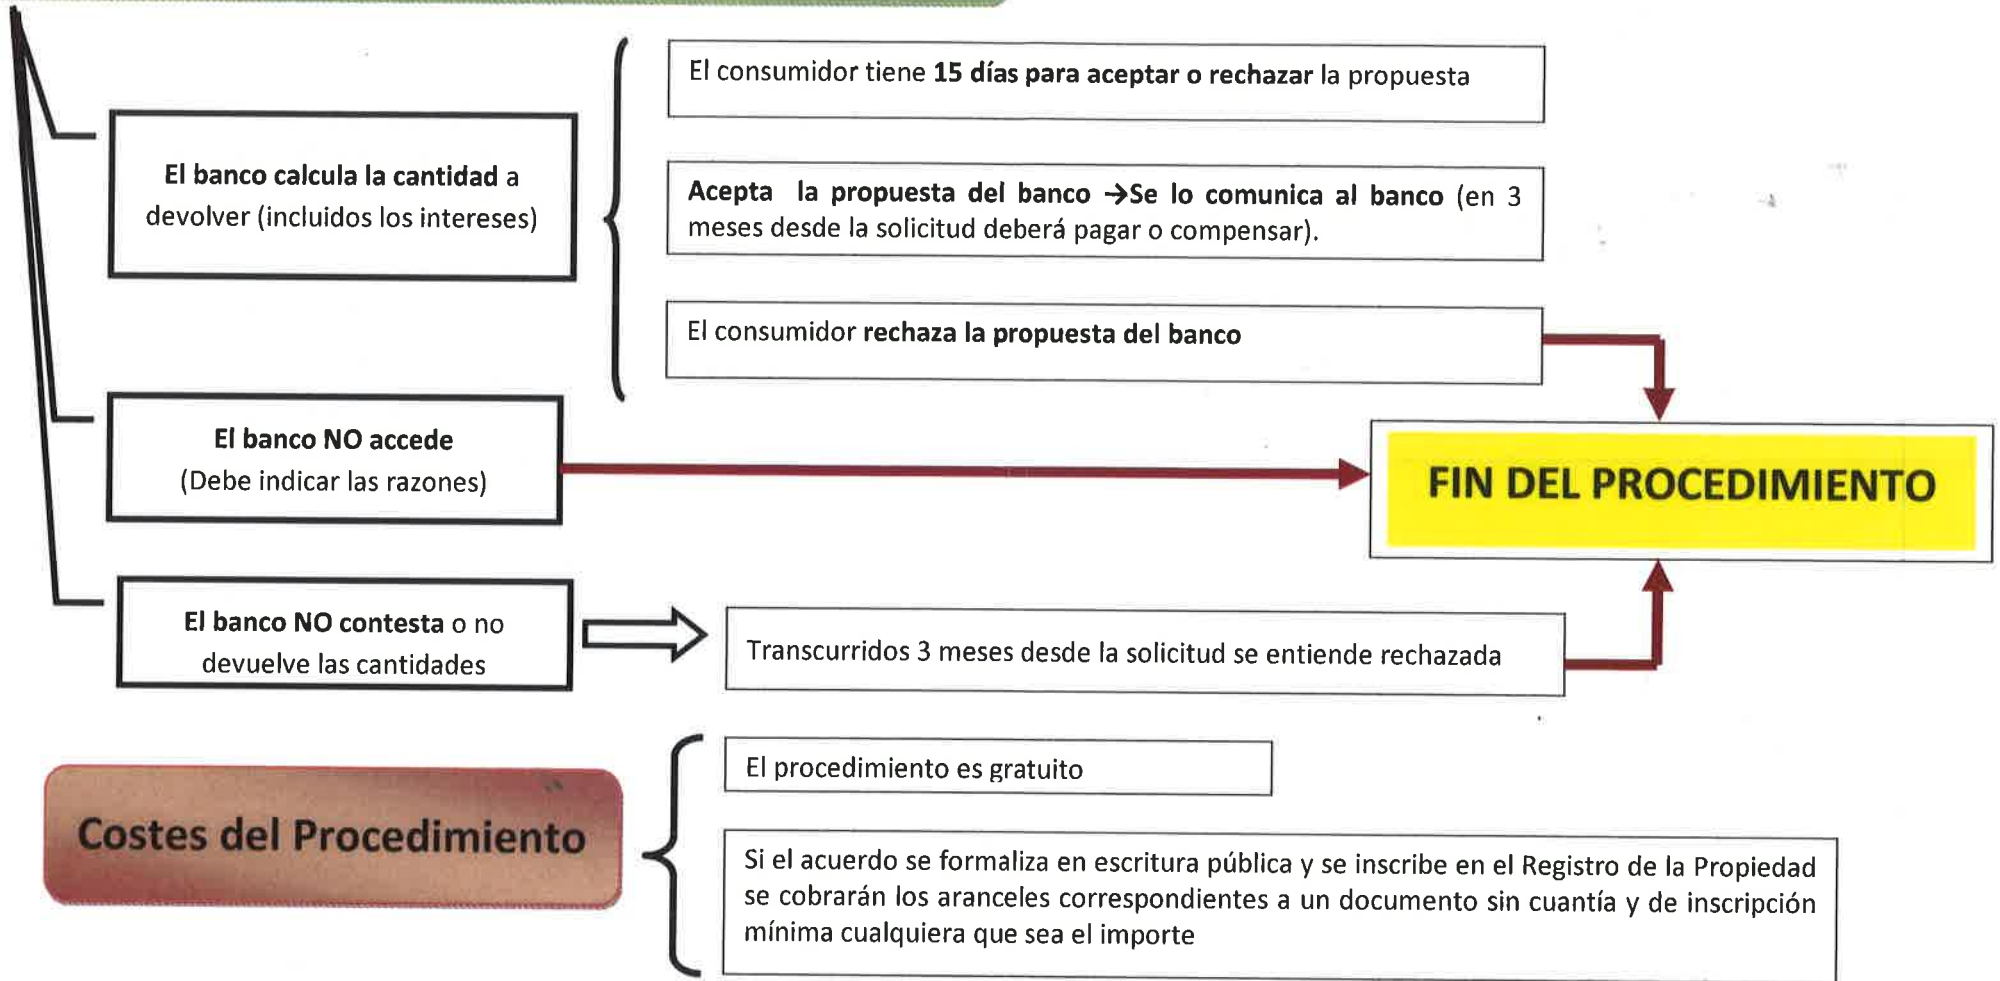 El consumidor tiene 15 días para aceptar o rechazar la propuesta
El banco calcula la cantidad a
devolver (incluidos los intereses)
Acepta la propuesta del banco →Se lo comunica al banco (en 3
meses desde la solicitud deberá pagar o compensar).
El consumidor rechaza la propuesta del banco
El banco NO accede
(Debe indicar las razones)
FIN DEL PROCEDIMIENTO
El banco NO contesta o no
devuelve las cantidades
Transcurridos 3 meses desde la solicitud se entiende rechazada
Costes del Procedimiento
El procedimiento es gratuito
Si el acuerdo se formaliza en escritura pública y se inscribe en el Registro de la Propiedad
se cobrarán los aranceles correspondientes a un documento sin cuantía y de inscripción
mínima cualquiera que sea el importe